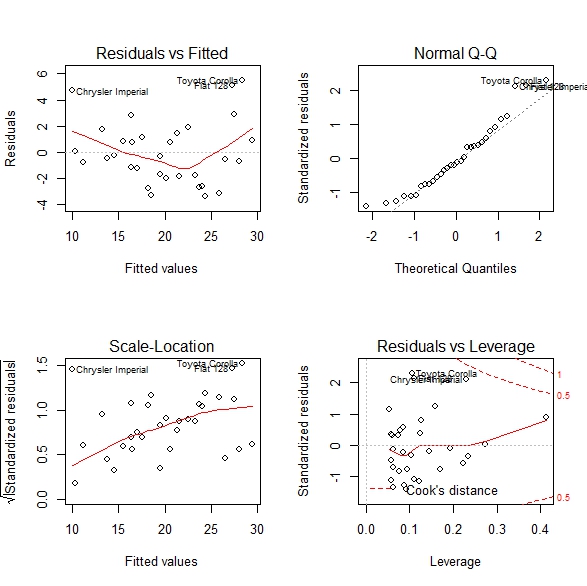 Residuals vs Fitted
Residuals
6
4
2
0
-2
-4
Toyota Corolla
Flat 128
Chrysler Imperial
10 15 20 25 30
Fitted values
Normal Q-Q
Standardized residuals
2
1
0
-1
Toyota Corolla
-2 -1 0 1 2
Theoretical Quantiles
Scale-Location
√|Standardized residuals|
1.5
1.0
0.5
0.0
Toyota Corolla
Flat 128
Chrysler Imperial
10 15 20 25 30
Fitted values
Residuals vs Leverage
Standardized residuals
2
1
0
-1
1
0.5
0.5
Toyota Corolla
Cook's distance
0.0 0.1 0.2 0.3 0.4
Leverage